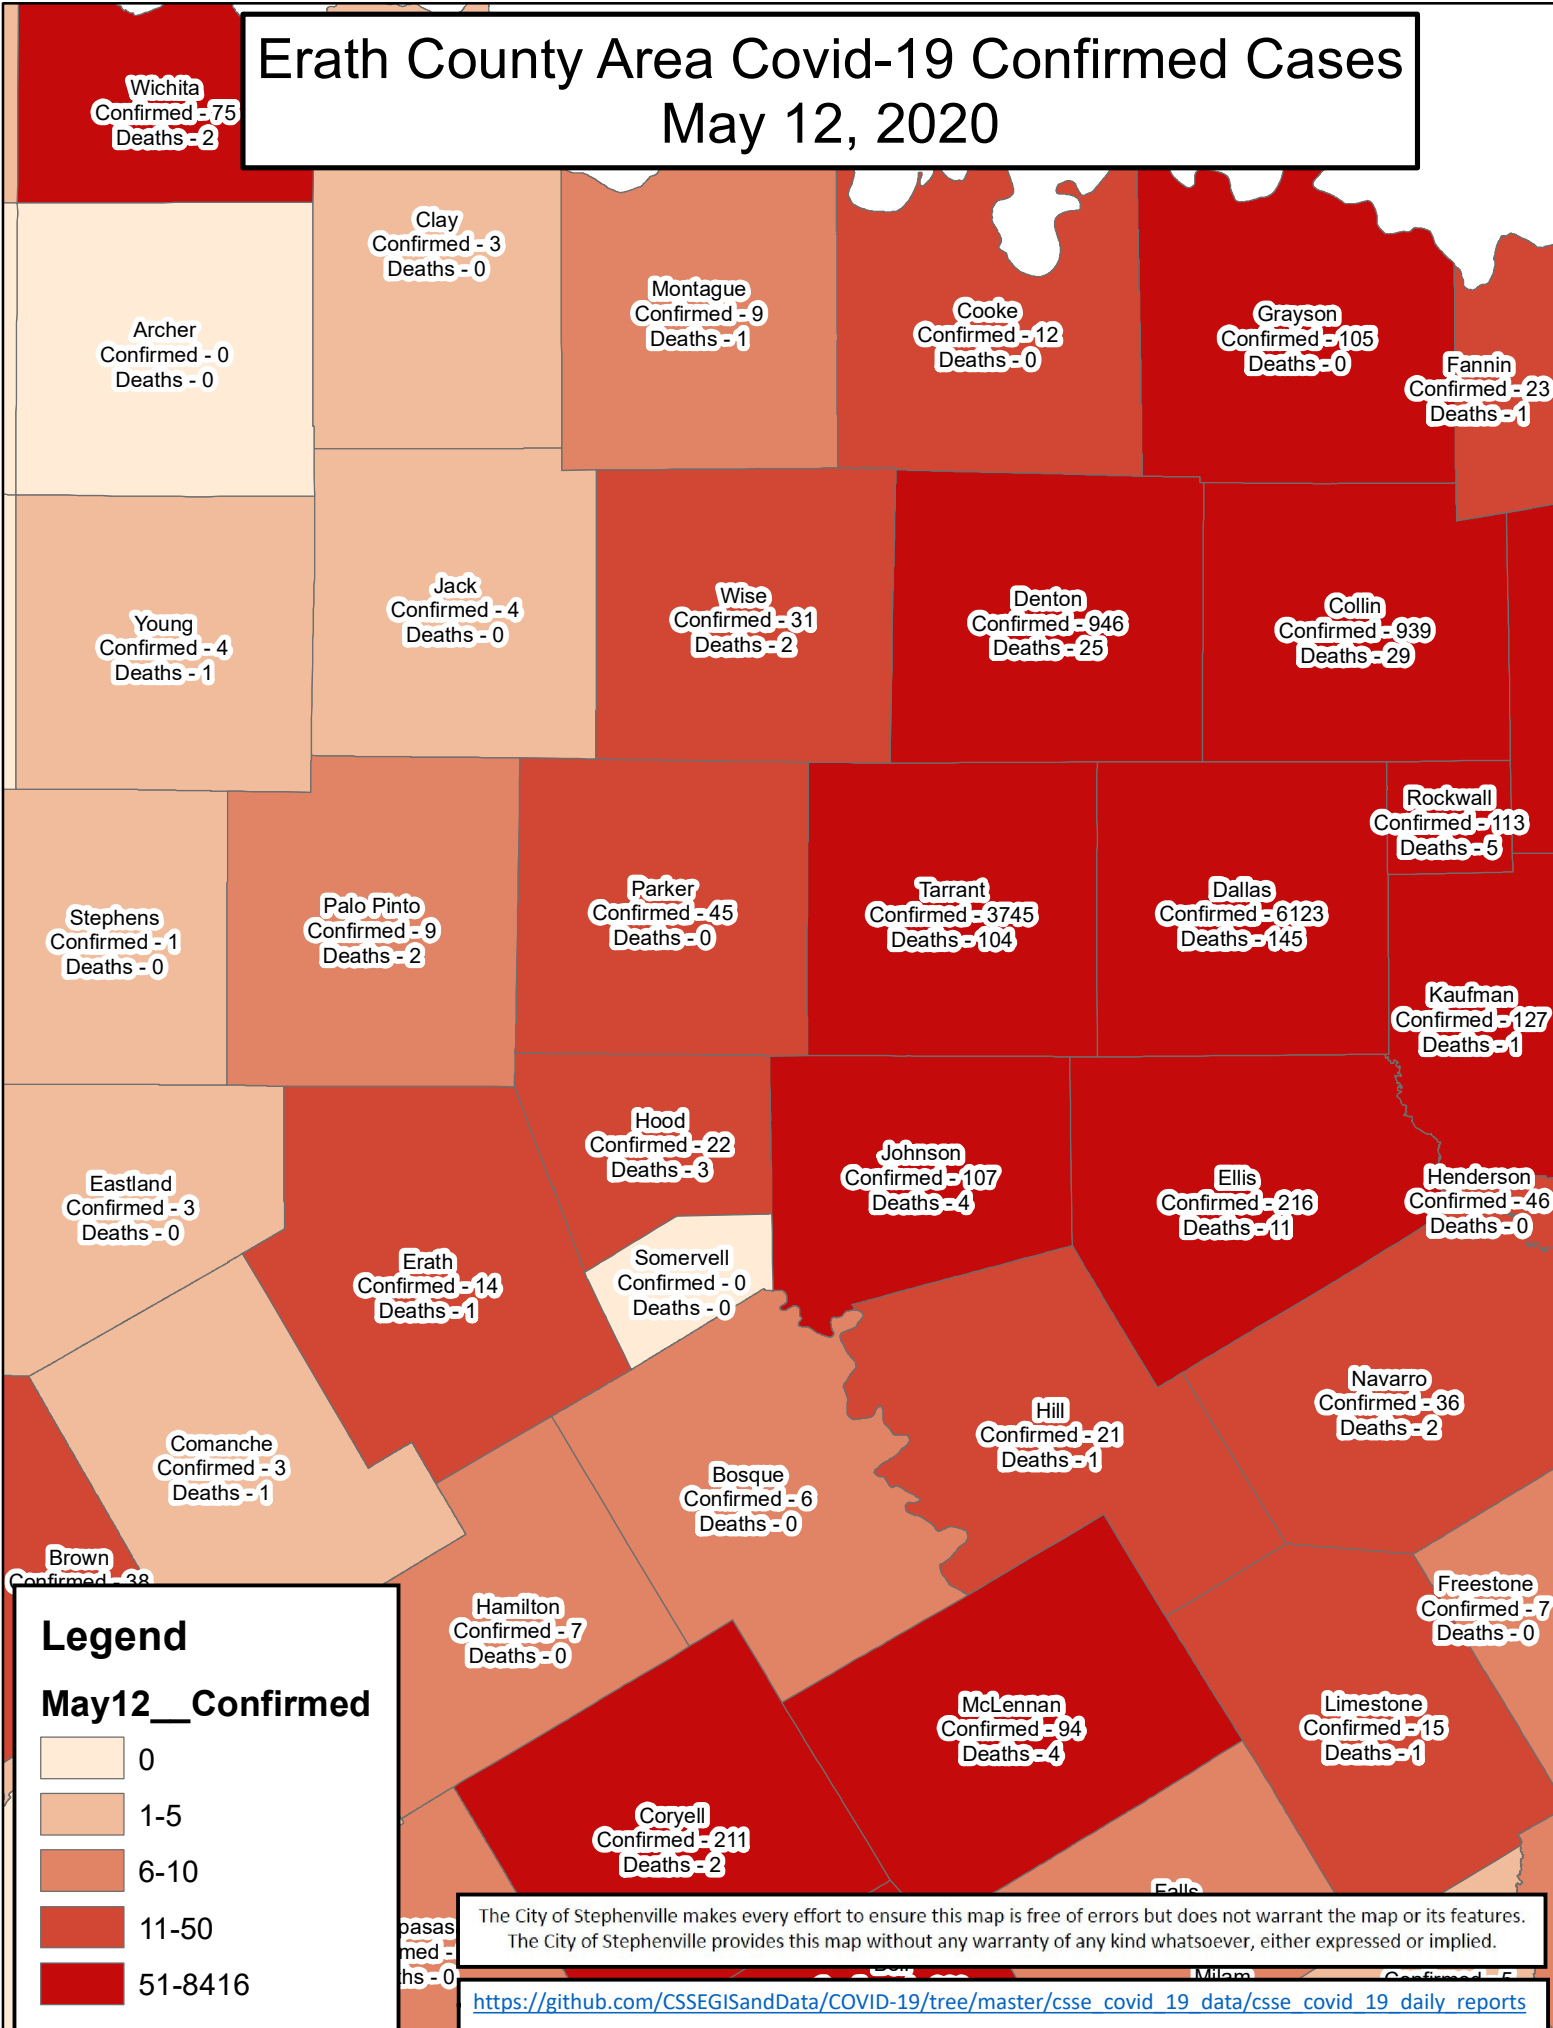 Erath County Area Covid-19 Confirmed Cases
May 12, 2020
Wichita
Confirmed - 75
Deaths - 2
Clay
Confirmed - 3
Deaths - 0
Montague
Confirmed - 9
Deaths - 1
Cooke
Confirmed - 12
Deaths - 0
Grayson
Confirmed - 105
Deaths - 0
Archer
Confirmed - 0
Deaths - 0
Fannin
Confirmed - 23
Deaths - 1
Jack
Confirmed - 4
Deaths - 0
Wise
Confirmed - 31
Deaths - 2
Denton
Confirmed - 946
Deaths - 25
Collin
Confirmed - 939
Deaths - 29
Young
Confirmed - 4
Deaths - 1
Rockwall
Confirmed - 113
Deaths - 5
Stephens
Confirmed - 1
Deaths - 0
Palo Pinto
Confirmed - 9
Deaths - 2
Parker
Confirmed - 45
Deaths - 0
Tarrant
Confirmed - 3745
Deaths - 104
Dallas
Confirmed - 6123
Deaths - 145
Kaufman
Confirmed - 127
Deaths - 1
Hood
Confirmed - 22
Deaths - 3
Johnson
Confirmed - 107
Deaths - 4
Ellis
Confirmed - 216
Deaths - 11
Henderson
Confirmed - 46
Deaths - 0
Eastland
Confirmed - 3
Deaths - 0
Erath
Confirmed - 14
Deaths - 1
Somervell
Confirmed - 0
Deaths - 0
Navarro
Confirmed - 36
Deaths - 2
Hill
Confirmed - 21
Deaths - 1
Comanche
Confirmed - 3
Deaths - 1
Bosque
Confirmed - 6
Deaths - 0
Brown
Confirmed - 38
Hamilton
Confirmed - 7
Deaths - 0
Freestone
Confirmed - 7
Deaths - 0
McLennan
Confirmed - 94
Deaths - 4
Limestone
Confirmed - 15
Deaths - 1
Coryell
Confirmed - 211
Deaths - 2
Falls
pasas
med -
hs - 0
Milam
Confirmed - 5
Legend
May12__Confirmed
0
1-5
6-10
11-50
51-8416
The City of Stephenville makes every effort to ensure this map is free of errors but does not warrant the map or its features.
The City of Stephenville provides this map without any warranty of any kind whatsoever, either expressed or implied.
https://github.com/CSSEGISandData/COVID-19/tree/master/csse_covid_19_data/csse_covid_19_daily_reports